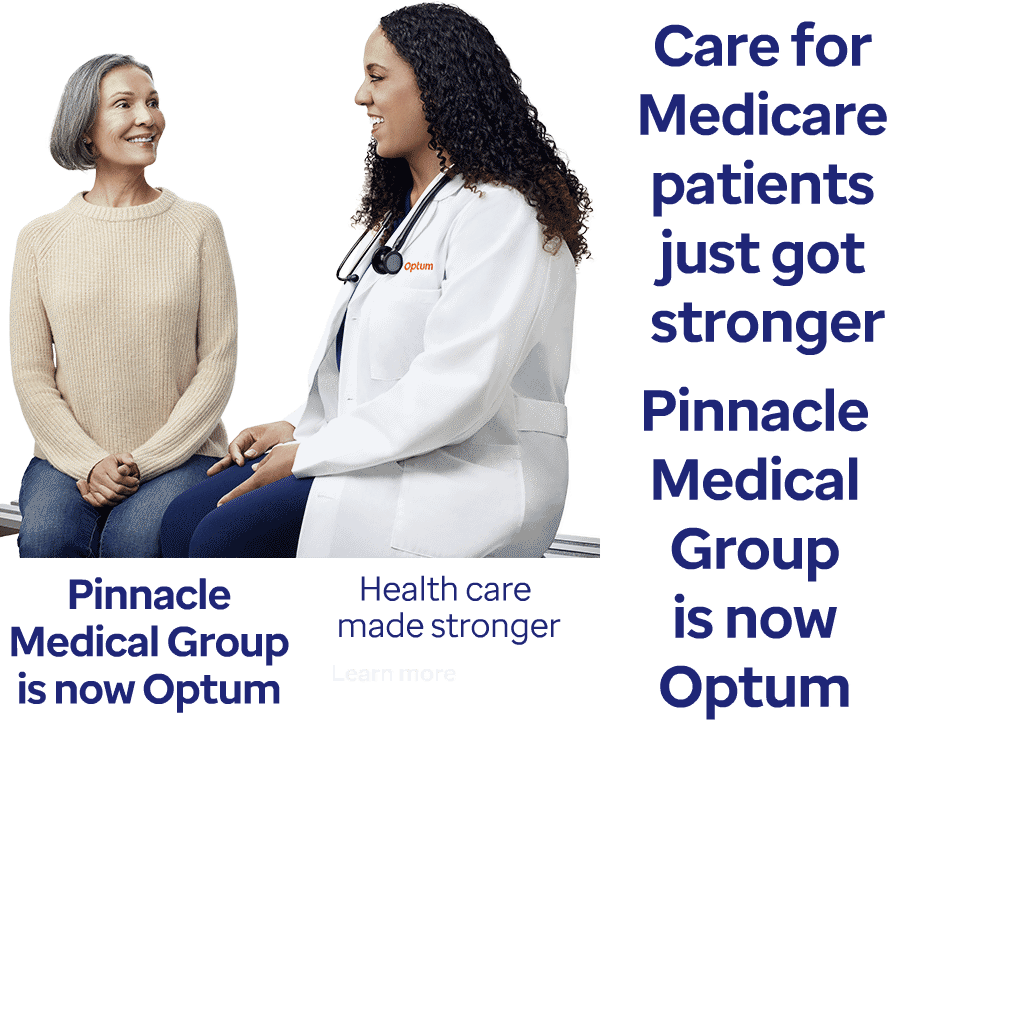 Optum
Pinnacle
Medical Group
is now Optum
Health care
made stronger
Learn more
Care for
Medicare
patients
just got
stronger
Pinnacle
Medical
Group
is now
Optum